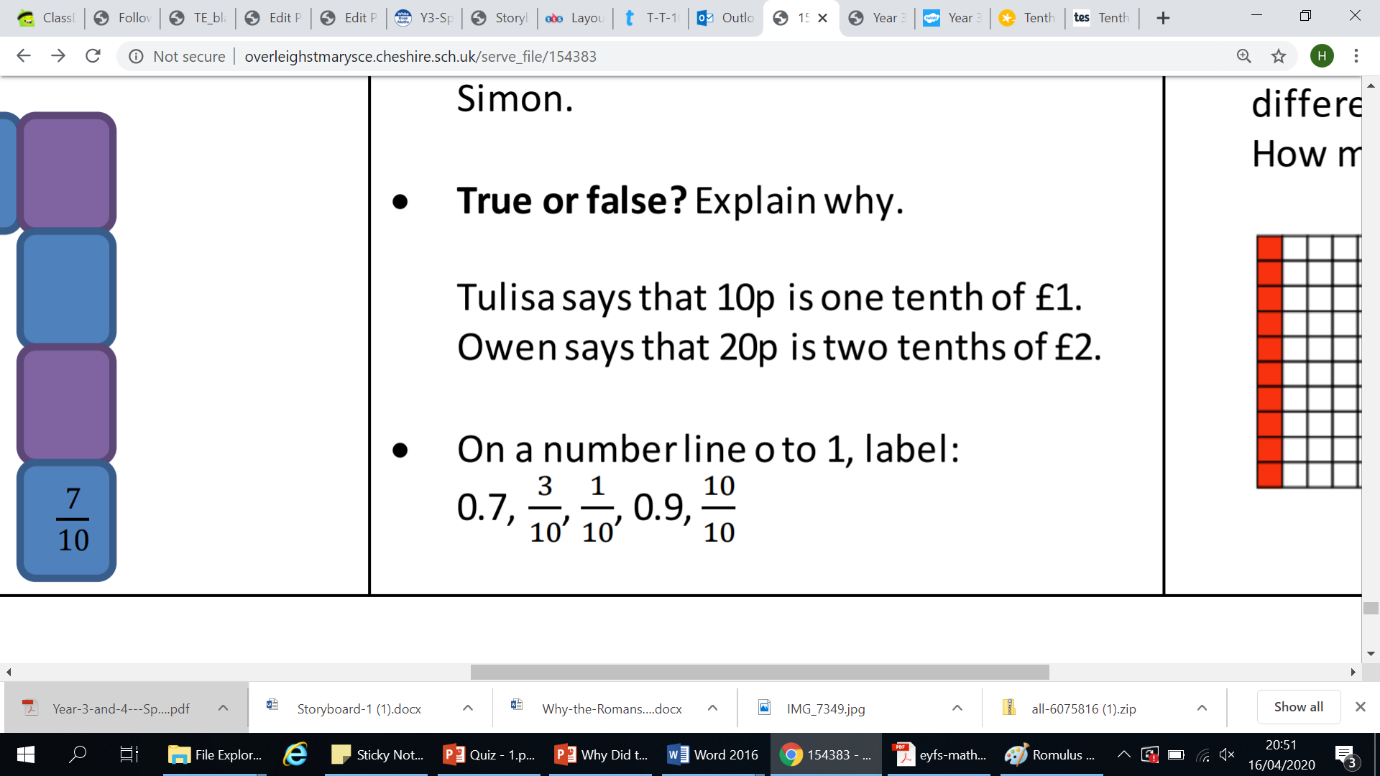 Classl
Follov
TE_bl
Edit P
Edit P
Y3-Sp
Storyl
Layou
T-T-1
Outlo
15
Year 3
Year 3
Tenth
tes Tenth
Not secure | overleighstmarysce.cheshire.sch.uk/serve_file/154383
H
Simon.
• True or false? Explain why.
Tulisa says that 10p is one tenth of £1.
Owen says that 20p is two tenths of £2.
• On a number line o to 1, label:
0.7, 3/10, 1/10, 0.9, 10/10
7/10
differe
How m
Year-3-and-4---Sp....pdf
Storyboard-1 (1).docx
Why-the-Romans....docx
IMG_7349.jpg
all-6075816 (1).zip
Show all
File Explor...
Sticky Not...
Quiz - 1.p...
Why Did t...
Word 2016
154383 - ...
eyfs-math...
Romulus ...
20:51
16/04/2020
3